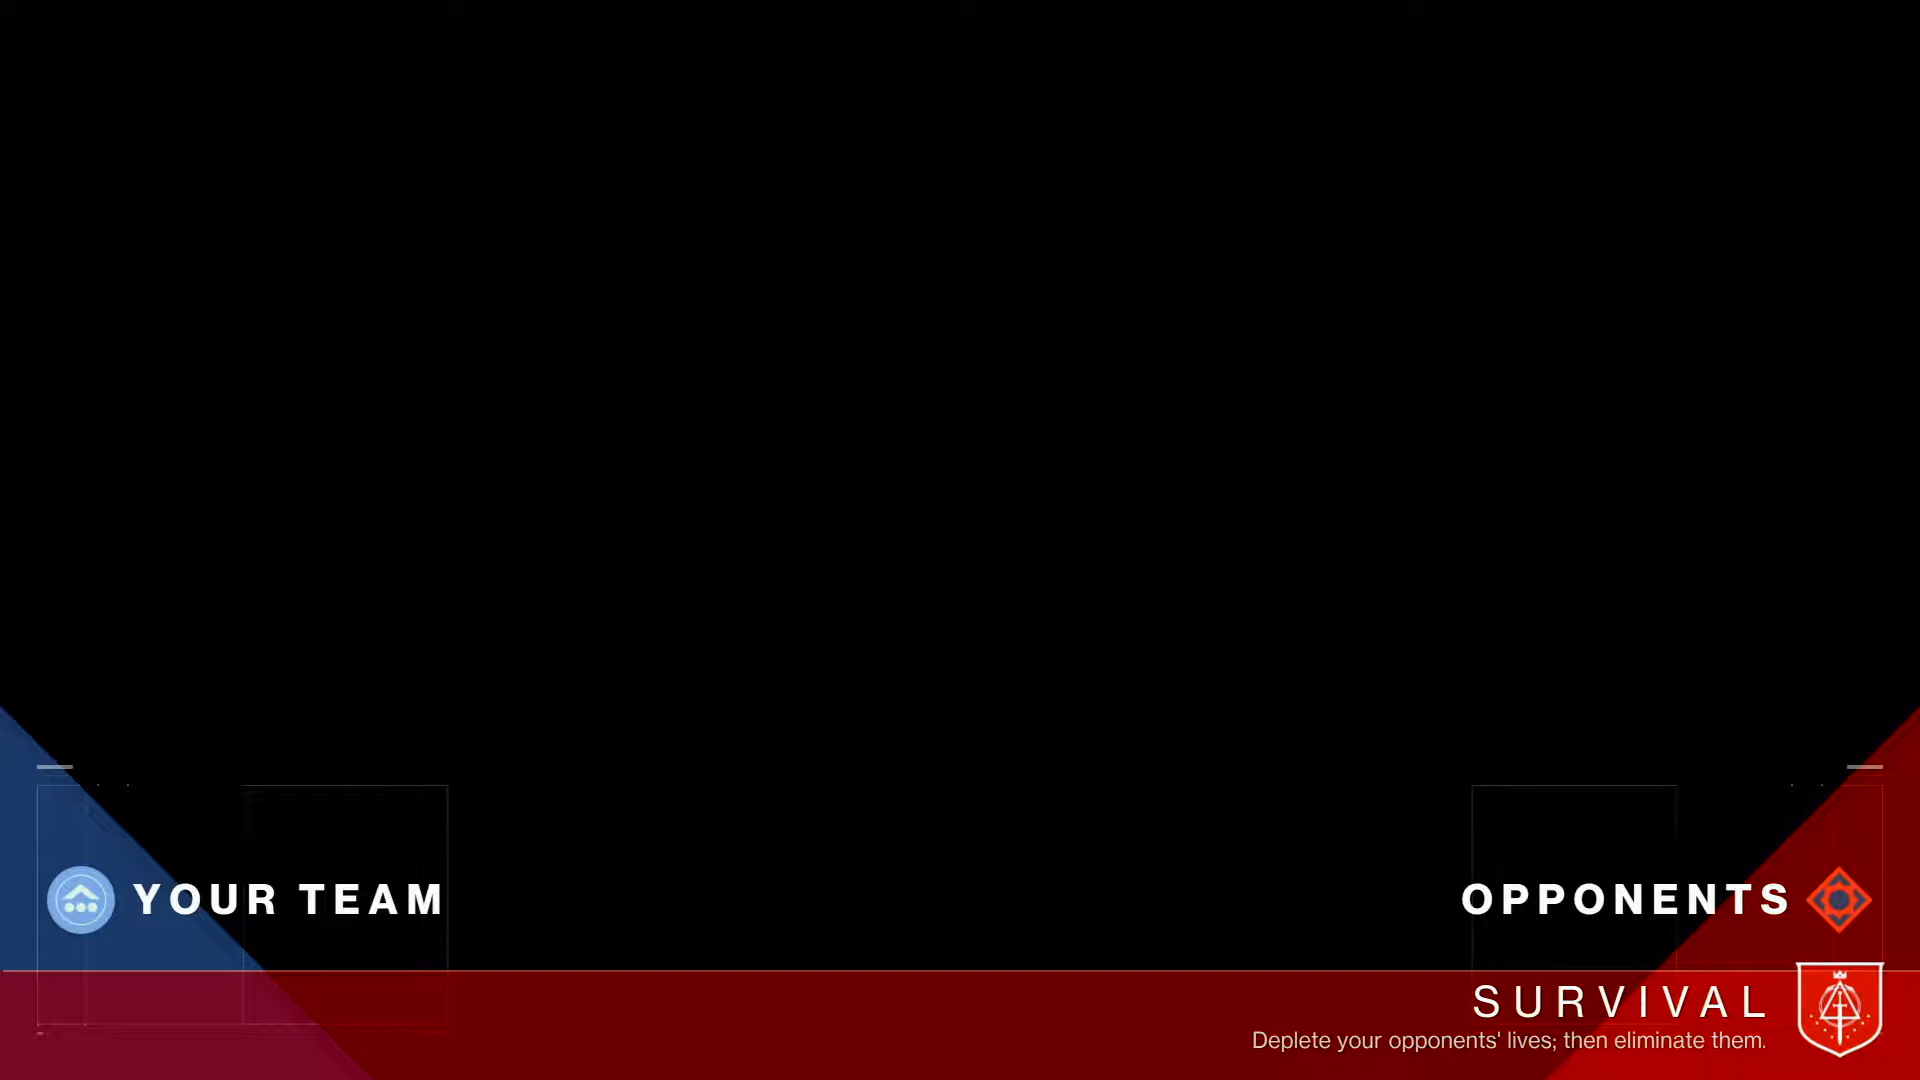 YOUR TEAM
OPPONENTS
SURVIVAL
Deplete your opponents' lives; then eliminate them.